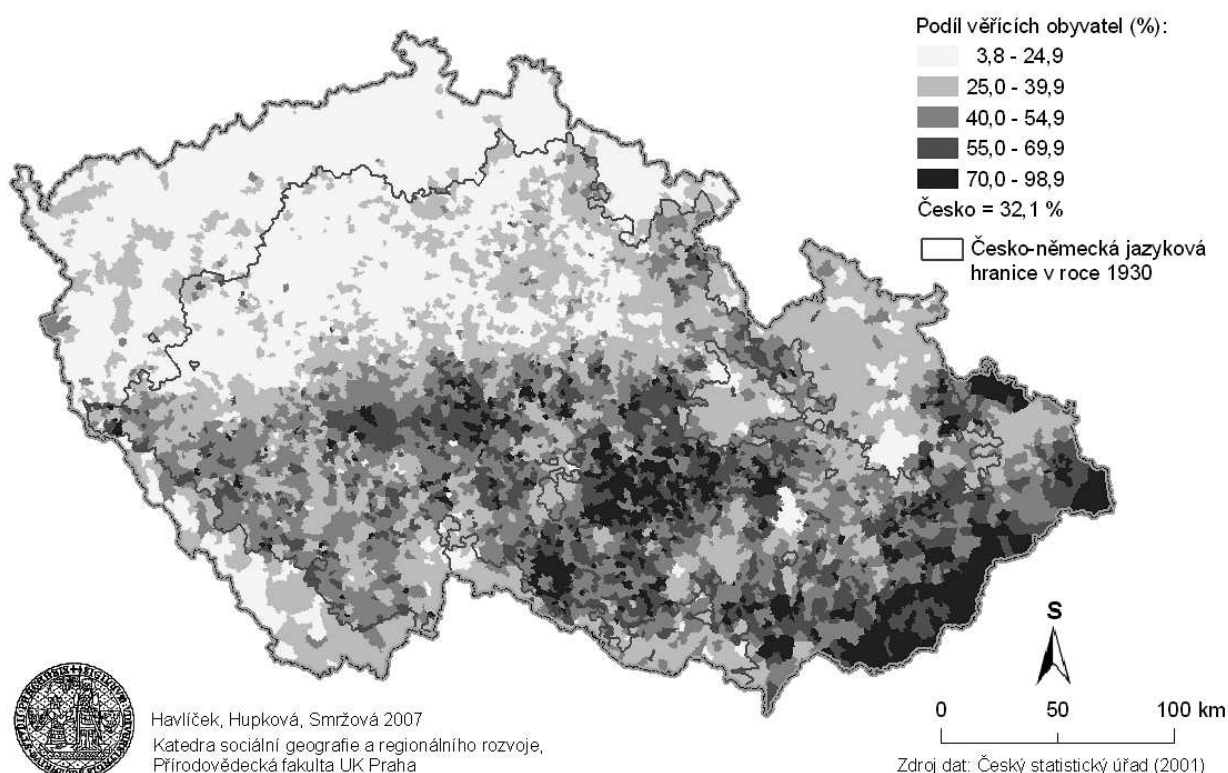 Podíl věřících obyvatel (%):
3,8 - 24,9
25,0 - 39,9
40,0 - 54,9
55,0 - 69,9
70,0 - 98,9
Česko = 32,1 %
Česko-německá jazyková
hranice v roce 1930
S
0 50 100 km
Havlíček, Hupková, Smržová 2007
Katedra sociální geografie a regionálního rozvoje,
Přírodovědecká fakulta UK Praha
Zdroj dat: Český statistický úřad (2001)